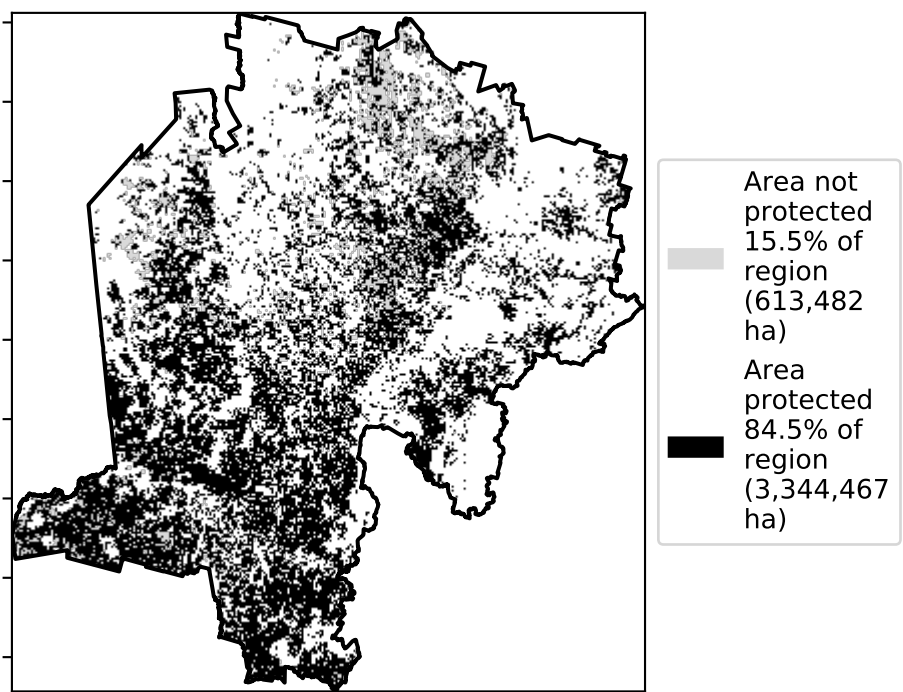 Area not
protected
15.5% of
region
(613,482
ha)
Area
protected
84.5% of
region
(3,344,467
ha)